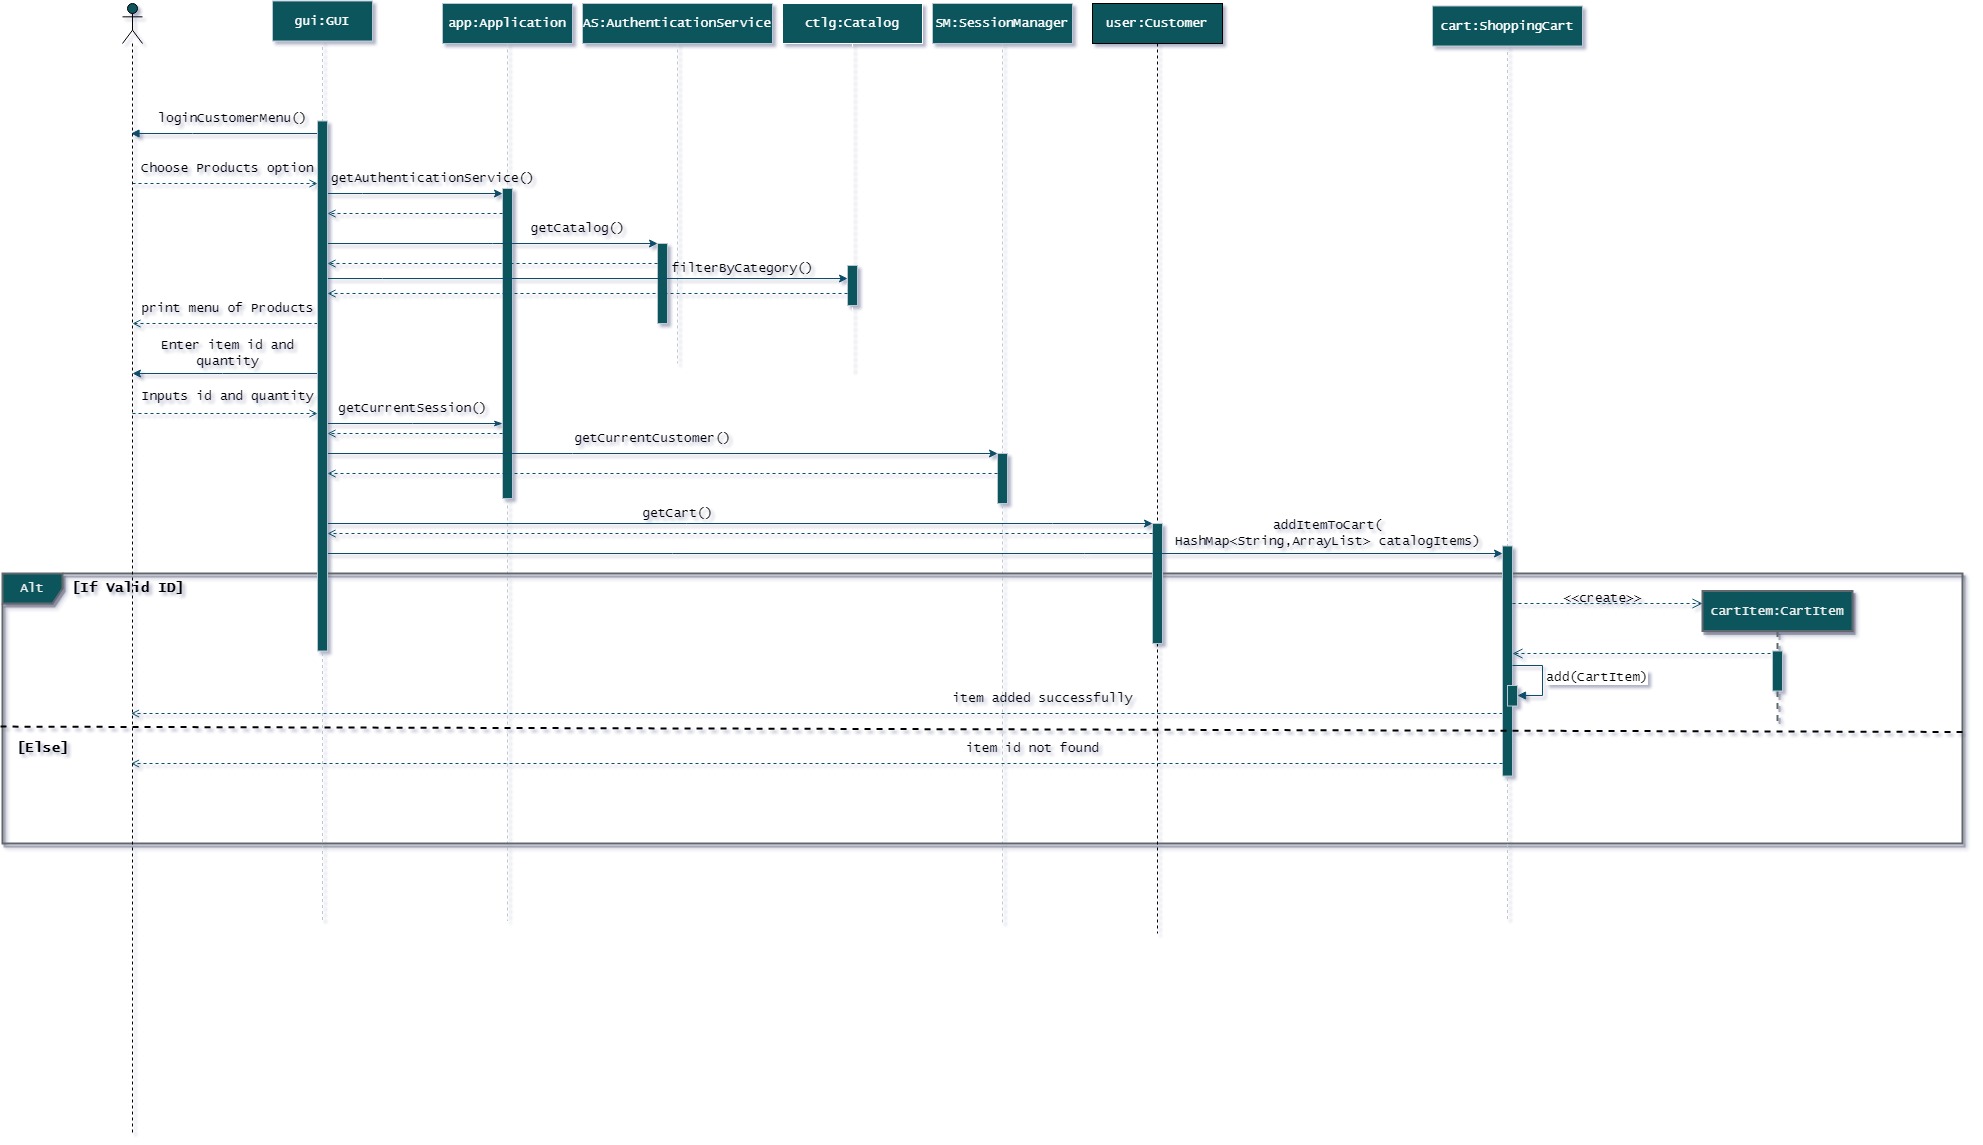 gui:GUI
app:Application
AS:AuthenticationService
ctlg:Catalog
SM:SessionManager
user:Customer
cart:ShoppingCart
loginCustomerMenu()
Choose Products option
getAuthenticationService()
getCatalog()
filterByCategory()
print menu of Products
Enter item id and
quantity
Inputs id and quantity
getCurrentSession()
getCurrentCustomer()
getCart()
addItemToCart(
HashMap<String,ArrayList> catalogItems)
Alt
[If Valid ID]
<<create>>
cartItem:CartItem
add(CartItem)
item added successfully
[Else]
item id not found